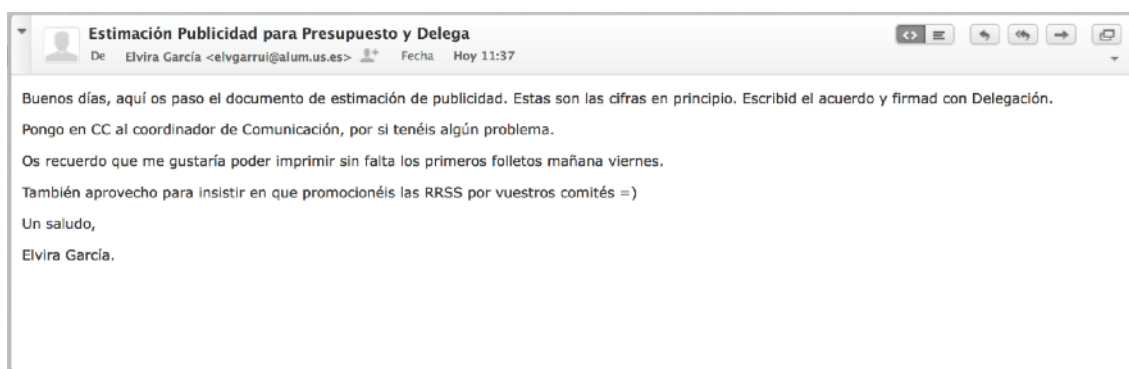 Estimación Publicidad para Presupuesto y Delega
De Elvira García <elvgarrui@alum.us.es> Fecha Hoy 11:37
Buenos días, aquí os paso el documento de estimación de publicidad. Estas son las cifras en principio. Escribid el acuerdo y firmad con Delegación.
Pongo en CC al coordinador de Comunicación, por si tenéis algún problema.
Os recuerdo que me gustaría poder imprimir sin falta los primeros folletos mañana viernes.
También aprovecho para insistir en que promocionéis las RRSS por vuestros comités =)
Un saludo,
Elvira García.